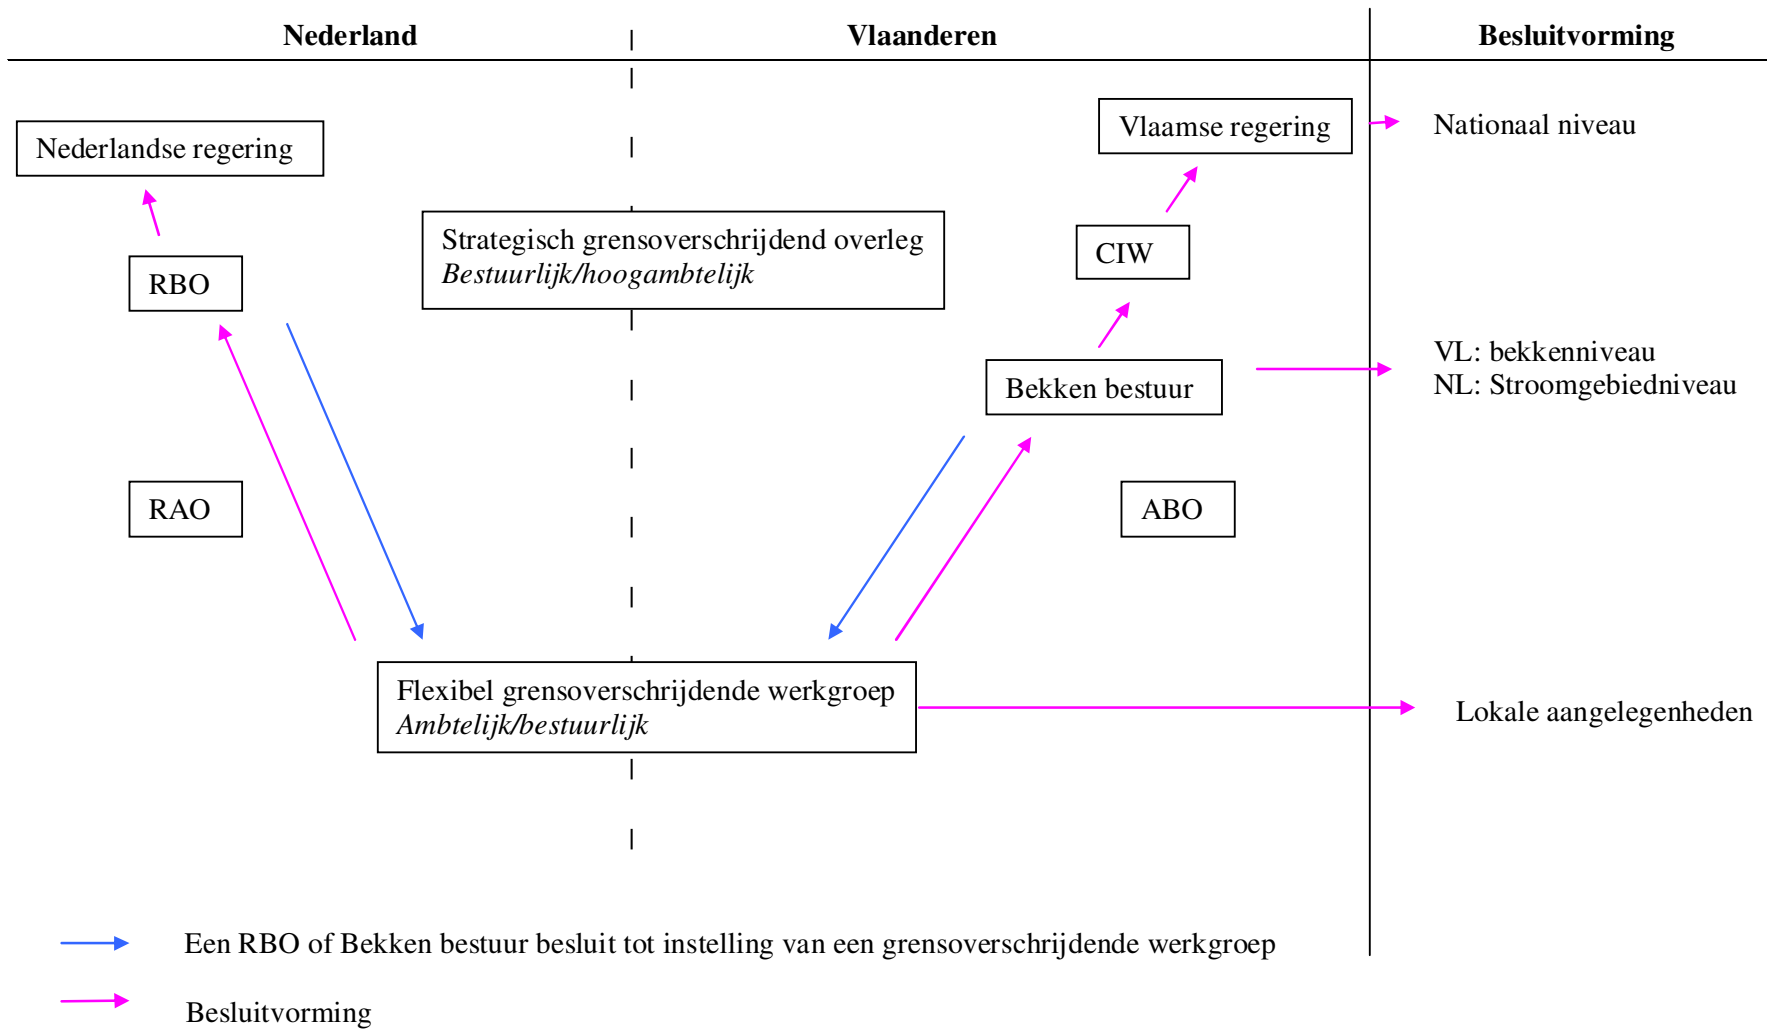 Nederland
Vlaanderen
Besluitvorming
Nederlandse regering
Vlaamse regering
Nationaal niveau
Strategisch grensoverschrijdend overleg
Bestuurlijk/hoogambtelijk
RBO
CIW
Bekken bestuur
VL: bekkenniveau
NL: Stroomgebiedniveau
RAO
ABO
Flexibel grensoverschrijdende werkgroep
Ambtelijk/bestuurlijk
Lokale aangelegenheden
Een RBO of Bekken bestuur besluit tot instelling van een grensoverschrijdende werkgroep
Besluitvorming